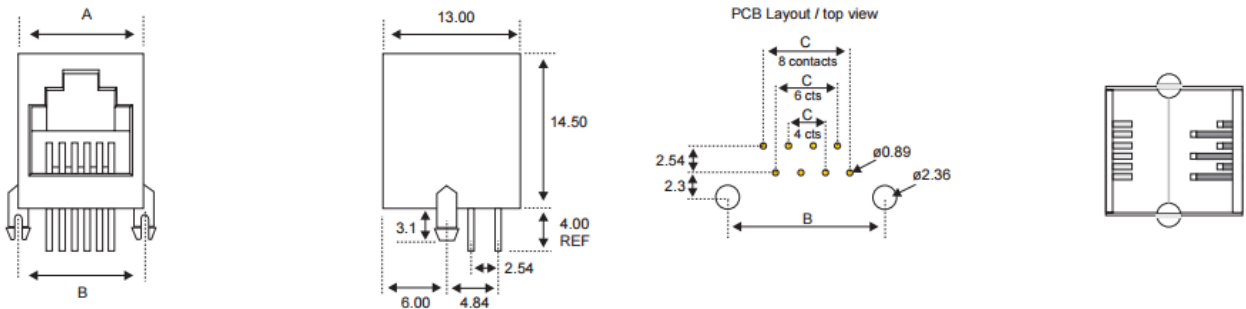 A
B
13.00
14.50
3.1
4.00
REF
2.54
6.00
4.84
PCB Layout / top view
C
8 contacts
C
6 cts
C
4 cts
2.54
2.3
ø0.89
ø2.36
B